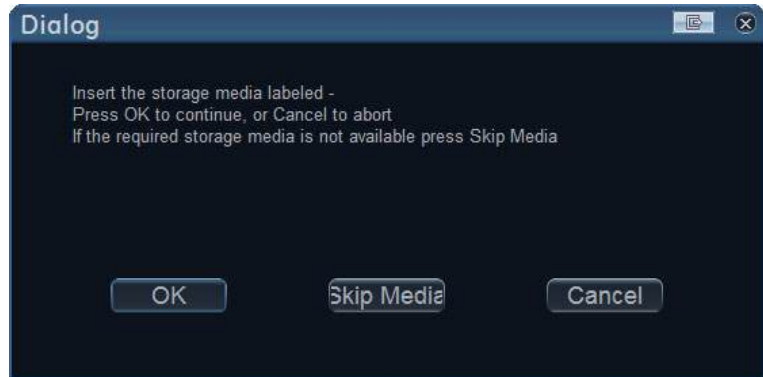 Dialog
Insert the storage media labeled -
Press OK to continue, or Cancel to abort
If the required storage media is not available press Skip Media
OK
Skip Media
Cancel